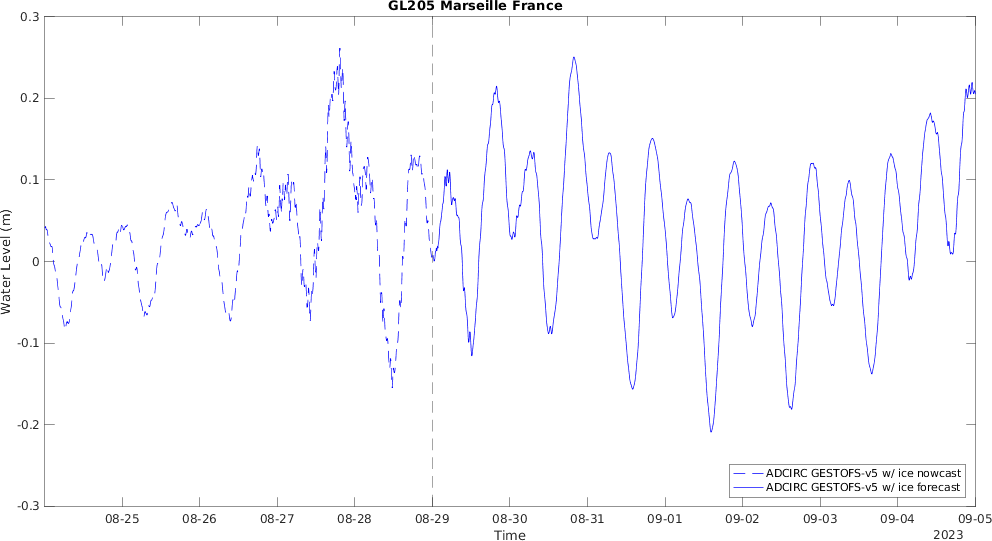 GL205 Marseille France
0.3
0.2
0.1
0
-0.1
-0.2
-0.3
Water Level (m)
ADCIRC GESTOFS-v5 w/ ice nowcast
ADCIRC GESTOFS-v5 w/ ice forecast
08-25 08-26 08-27 08-28 08-29 08-30 08-31 09-01 09-02 09-03 09-04 09-05
Time
2023